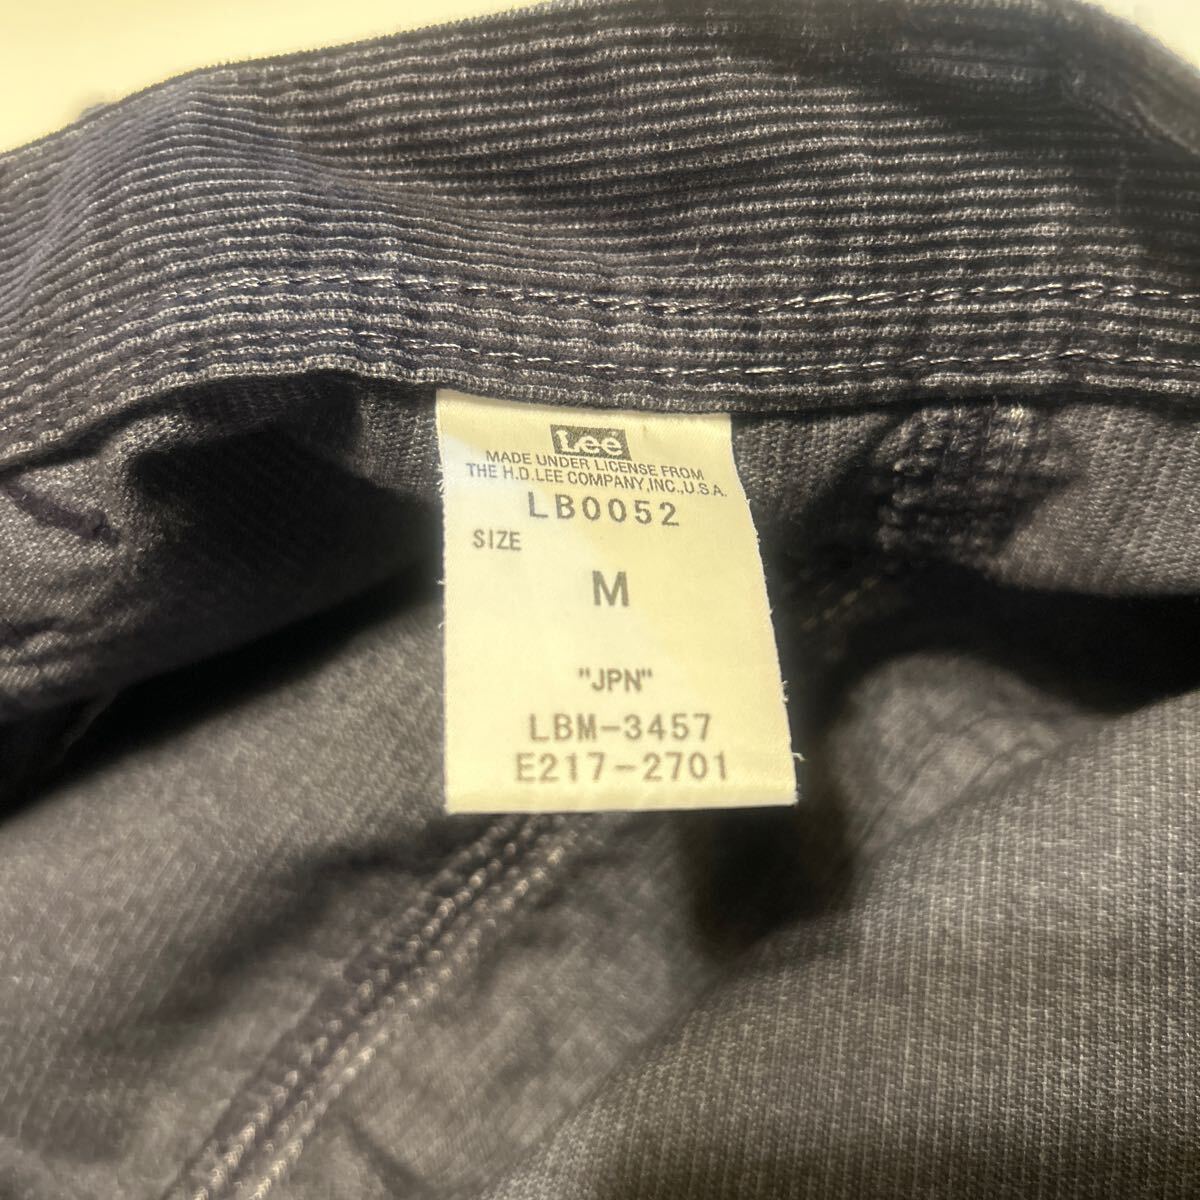 Lee
MADE UNDER LICENSE FROM
THE H.D.LEE COMPANY,INC.,U.S.A.
LB0052
SIZE
M
"JPN"
LBM-3457
E217-2701